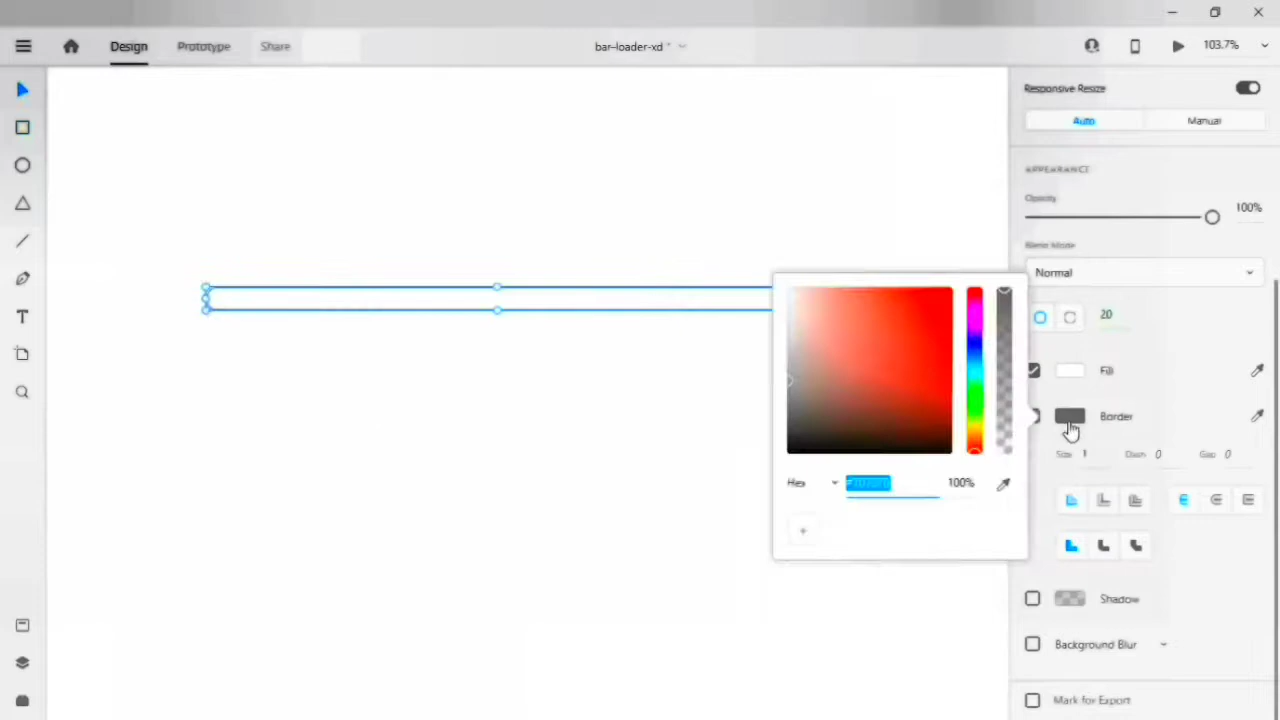 Design
Prototype
Share
bar-loader-xd *
103.7%
Responsive Resize
Auto
Manual
APPEARANCE
Opacity
100%
Blend Mode
Normal
20
Fill
Border
Size 1
Dash 0
Gap 0
Hex
100%
+
Shadow
Background Blur
Mark for Export
T